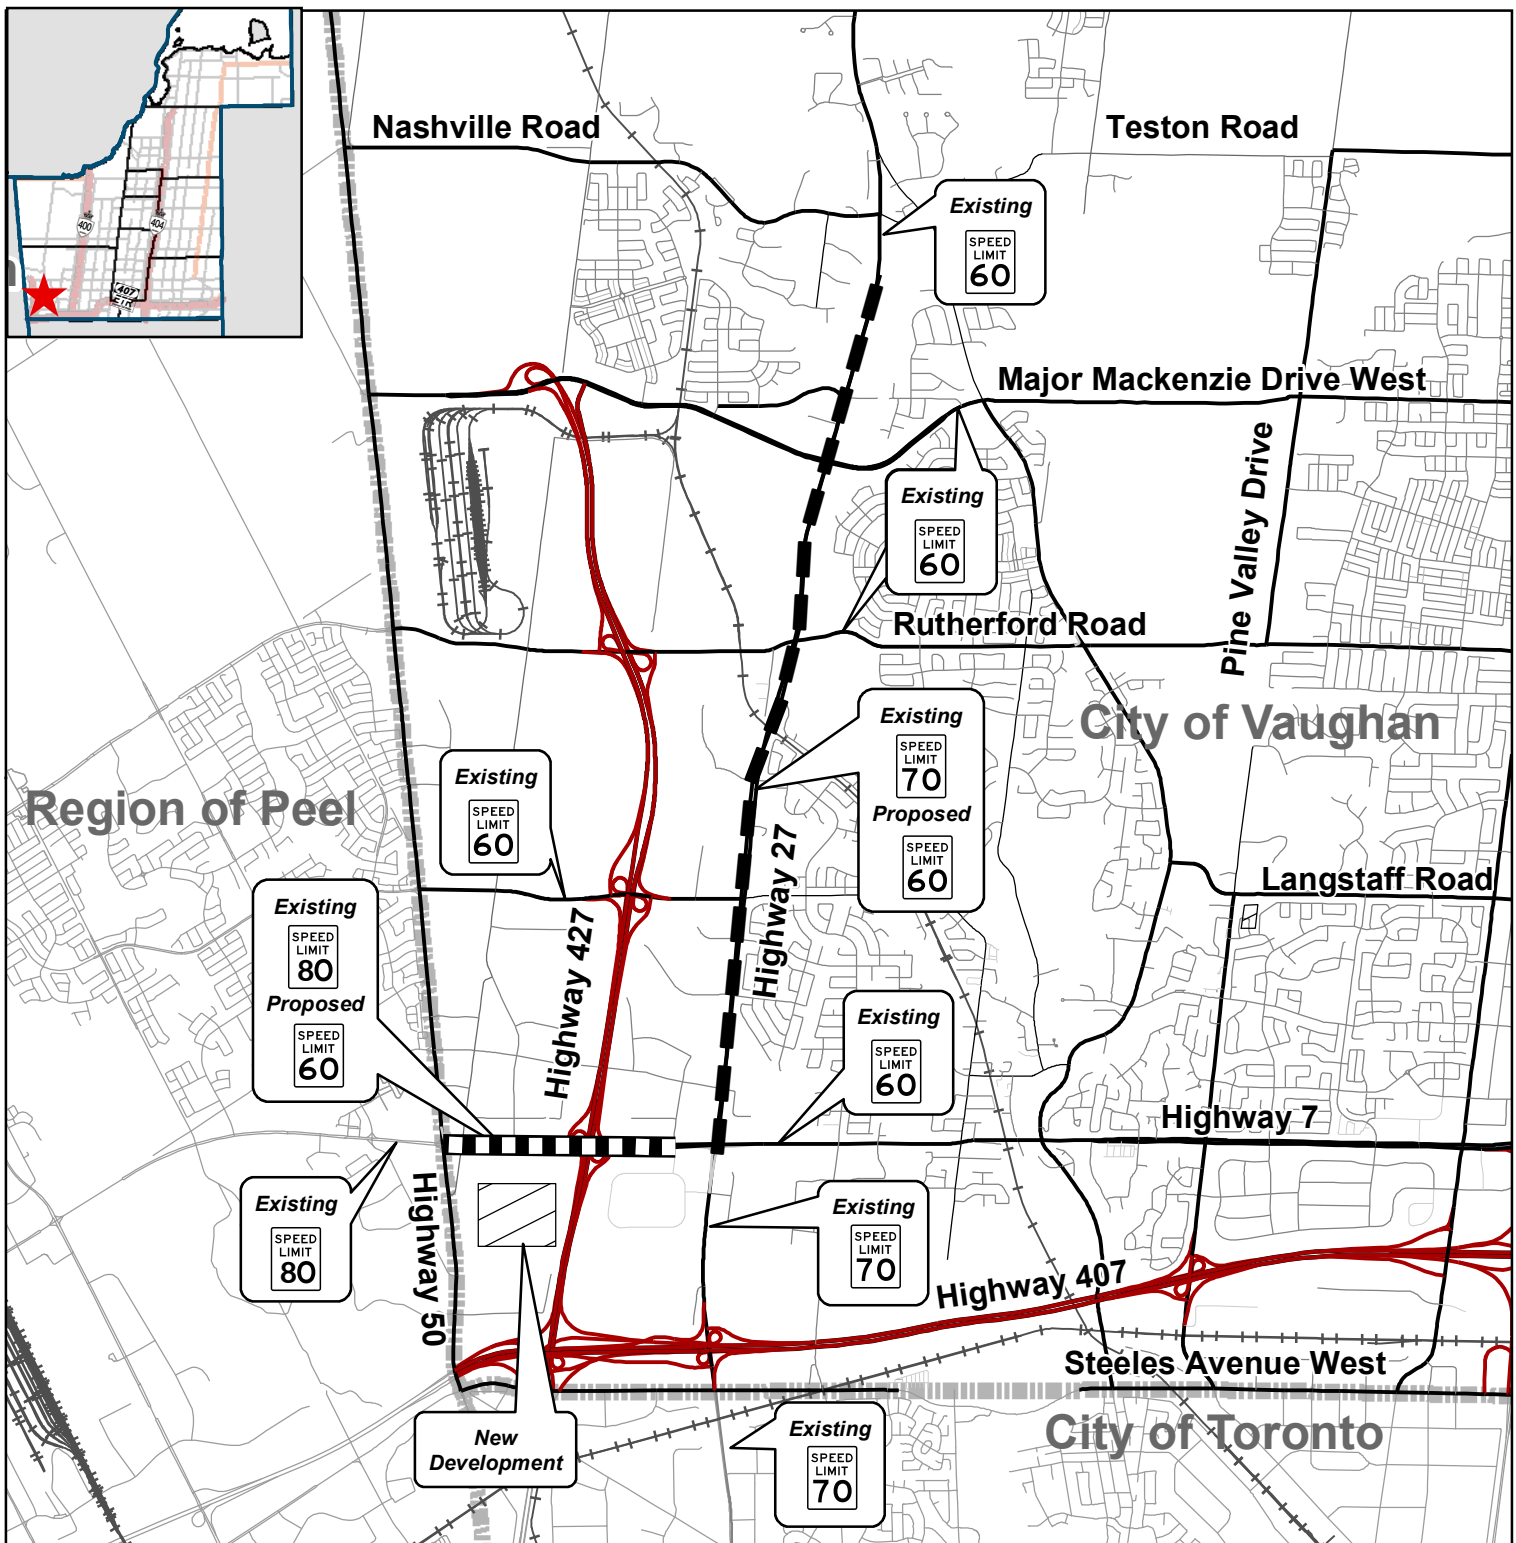 Nashville Road
Teston Road
Existing
SPEED
LIMIT
60
400
404
407
ETR
Major Mackenzie Drive West
Existing
SPEED
LIMIT
60
Pine Valley Drive
Rutherford Road
Existing
SPEED
LIMIT
70
Proposed
SPEED
LIMIT
60
City of Vaughan
Region of Peel
Existing
SPEED
LIMIT
60
Highway 27
Langstaff Road
Existing
SPEED
LIMIT
80
Proposed
SPEED
LIMIT
60
Highway 427
Existing
SPEED
LIMIT
60
Highway 7
Existing
SPEED
LIMIT
80
Highway 50
Existing
SPEED
LIMIT
70
Highway 407
Steeles Avenue West
New
Development
Existing
SPEED
LIMIT
70
City of Toronto